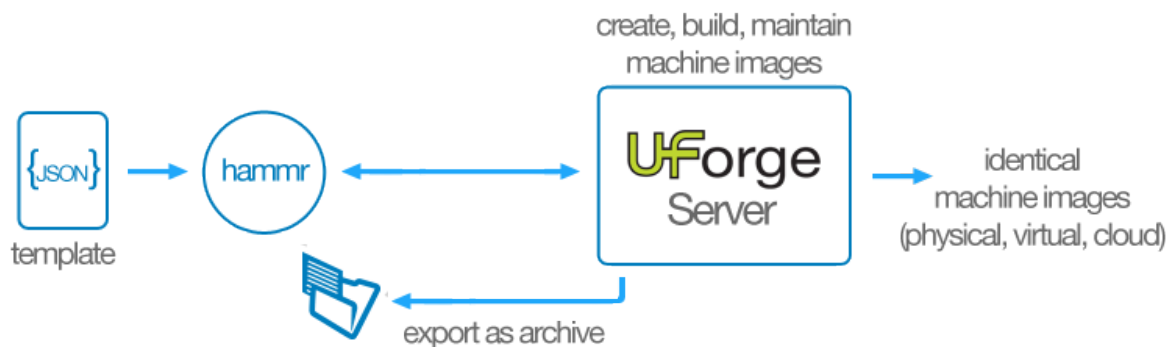 create, build, maintain
machine images
{JSON}
template
hammr
UForge
Server
identical
machine images
(physical, virtual, cloud)
export as archive